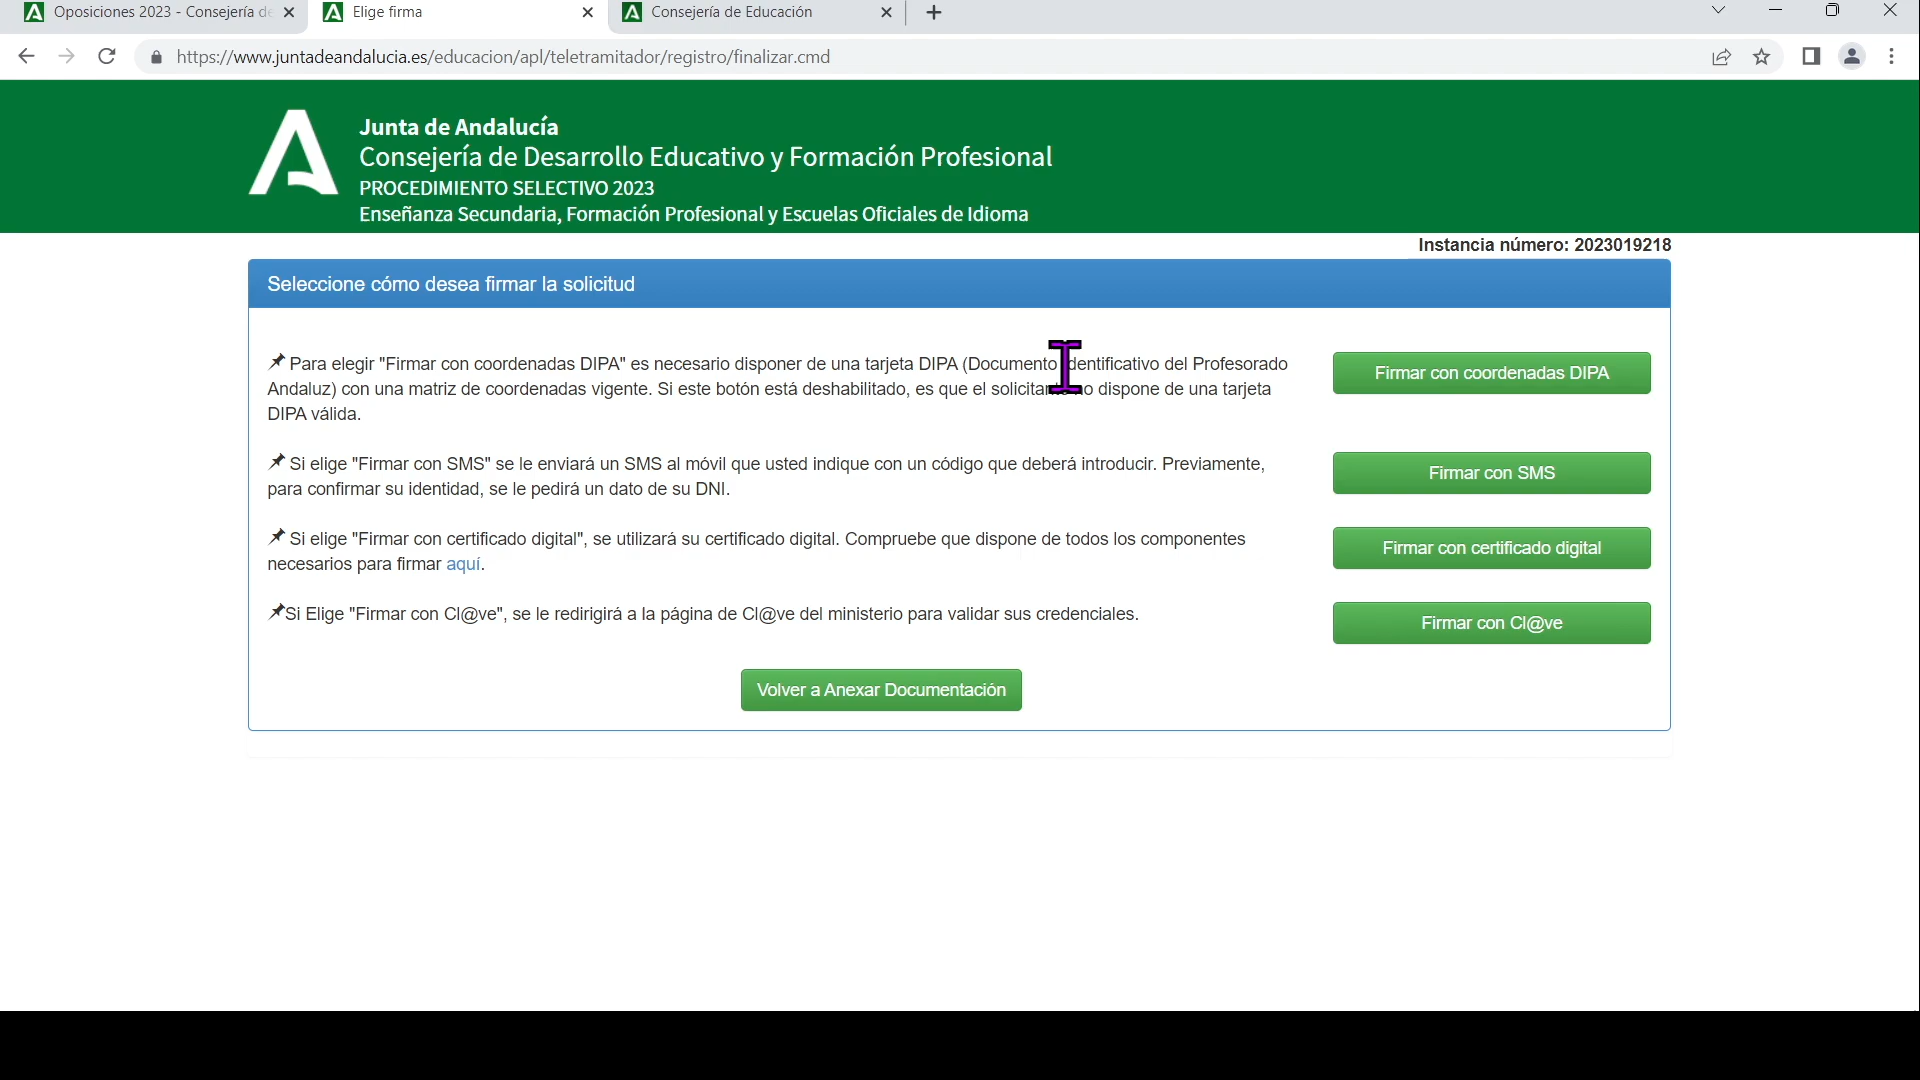 Oposiciones 2023 - Consejería de
Elige firma
Consejería de Educación
https://www.juntadeandalucia.es/educacion/apl/teletramitador/registro/finalizar.cmd
Junta de Andalucía
Consejería de Desarrollo Educativo y Formación Profesional
PROCEDIMIENTO SELECTIVO 2023
Enseñanza Secundaria, Formación Profesional y Escuelas Oficiales de Idioma
Instancia número: 2023019218
Seleccione cómo desea firmar la solicitud
Para elegir "Firmar con coordenadas DIPA" es necesario disponer de una tarjeta DIPA (Documento Identificativo del Profesorado
Andaluz) con una matriz de coordenadas vigente. Si este botón está deshabilitado, es que el solicitante no dispone de una tarjeta
DIPA válida.
Firmar con coordenadas DIPA
Si elige "Firmar con SMS" se le enviará un SMS al móvil que usted indique con un código que deberá introducir. Previamente,
para confirmar su identidad, se le pedirá un dato de su DNI.
Firmar con SMS
Si elige "Firmar con certificado digital", se utilizará su certificado digital. Compruebe que dispone de todos los componentes
necesarios para firmar aquí.
Firmar con certificado digital
Si Elige "Firmar con Cl@ve", se le redirigirá a la página de Cl@ve del ministerio para validar sus credenciales.
Firmar con Cl@ve
Volver a Anexar Documentación